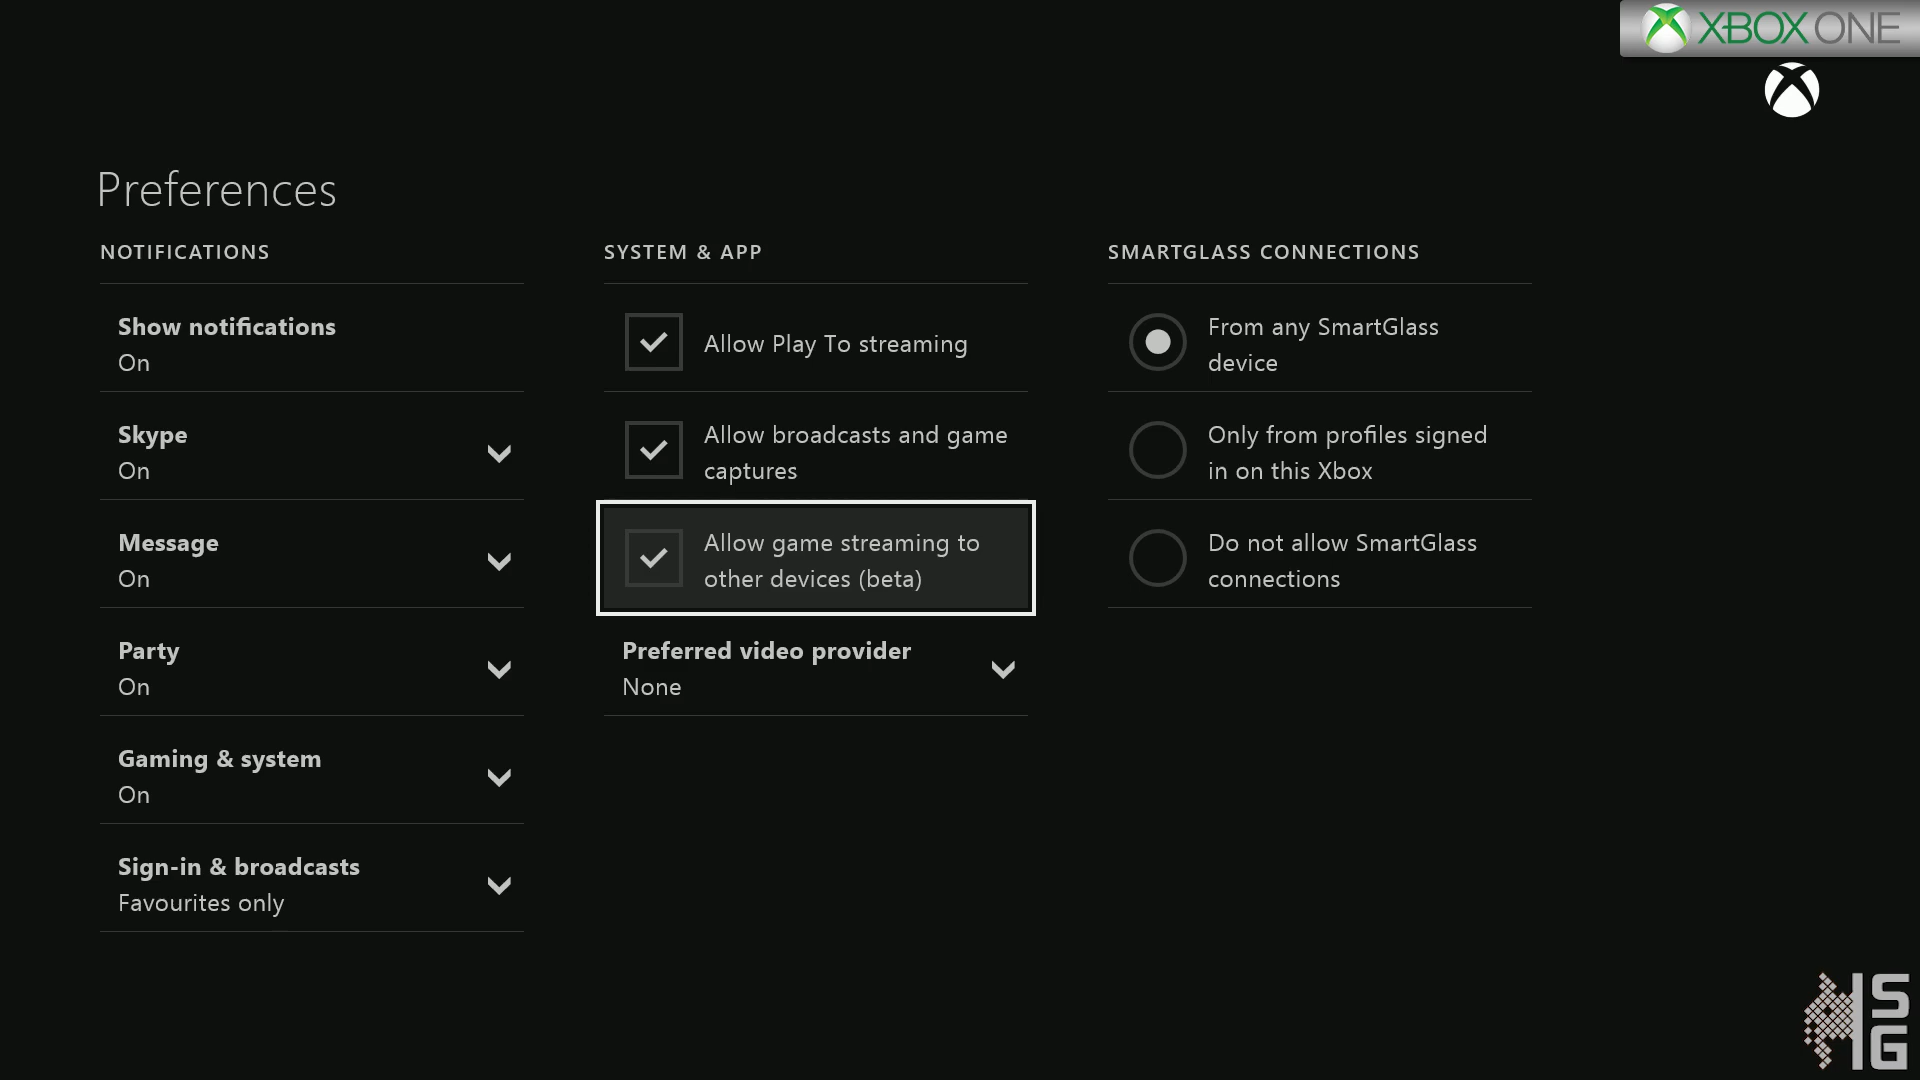 XBOX ONE
Preferences
NOTIFICATIONS
Show notifications
On
Skype
On
Message
On
Party
On
Gaming & system
On
Sign-in & broadcasts
Favourites only
SYSTEM & APP
Allow Play To streaming
Allow broadcasts and game
captures
Allow game streaming to
other devices (beta)
Preferred video provider
None
SMARTGLASS CONNECTIONS
From any SmartGlass
device
Only from profiles signed
in on this Xbox
Do not allow SmartGlass
connections
SG